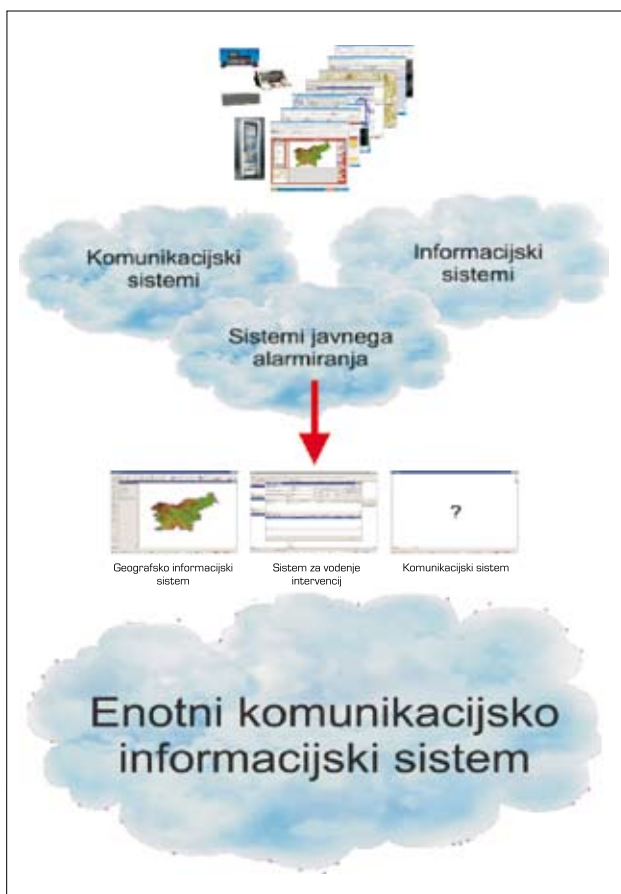 Komunikacijski
sistemi
Informacijski
sistemi
Sistemi javnega
alarmiranja
?
Geografsko informacijski
sistem
Sistem za vodenje
intervencij
Komunikacijski sistem
Enotni komunikacijsko
informacijski sistem